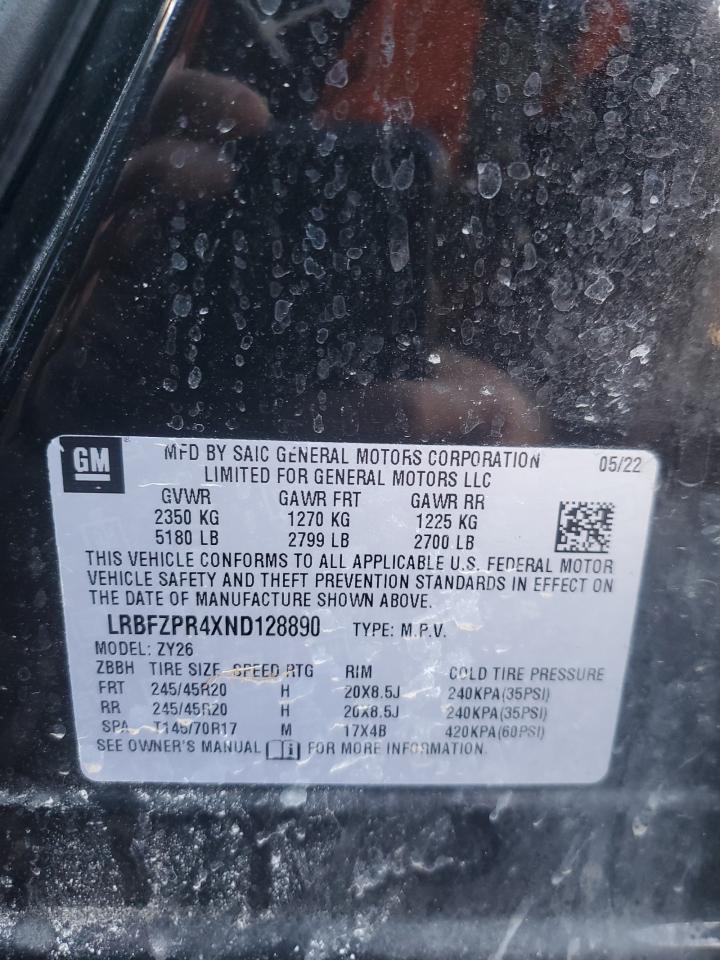 GM
MFD BY SAIC GENERAL MOTORS CORPORATION 05/22
LIMITED FOR GENERAL MOTORS LLC
GVWR GAWR FRT GAWR RR
2350 KG 1270 KG 1225 KG
5180 LB 2799 LB 2700 LB
THIS VEHICLE CONFORMS TO ALL APPLICABLE U.S. FEDERAL MOTOR
VEHICLE SAFETY AND THEFT PREVENTION STANDARDS IN EFFECT ON
THE DATE OF MANUFACTURE SHOWN ABOVE.
LRBFZPR4XND128890 TYPE: M.P.V.
MODEL: ZY26
ZBBH TIRE SIZE SPEED RTG RIM COLD TIRE PRESSURE
FRT 245/45R20 H 20X8.5J 240KPA(35PSI)
RR 245/45R20 H 20X8.5J 240KPA(35PSI)
SPA T145/70R17 M 17X4B 420KPA(60PSI)
SEE OWNER'S MANUAL i FOR MORE INFORMATION.